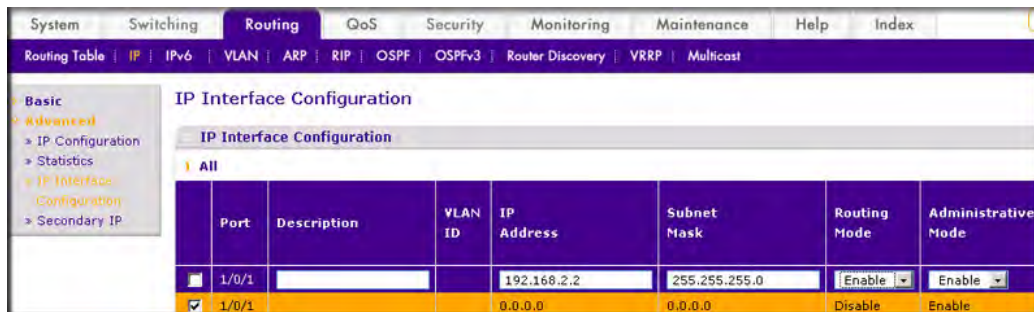 System Switching Routing QoS Security Monitoring Maintenance Help Index
Routing Table IP IPv6 VLAN ARP RIP OSPF OSPFv3 Router Discovery VRRP Multicast
Basic
Advanced
» IP Configuration
» Statistics
» IP Interface
Configuration
» Secondary IP
IP Interface Configuration
IP Interface Configuration
All
Port Description VLAN ID IP Address Subnet Mask Routing Mode Administrative Mode
1/0/1 192.168.2.2 255.255.255.0 Enable Enable
1/0/1 0.0.0.0 0.0.0.0 Disable Enable